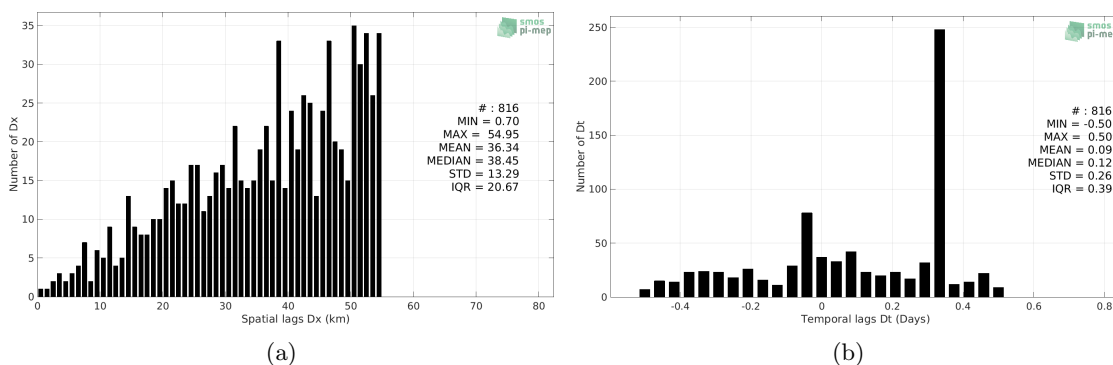 35
30
25
20
15
10
5
0
Number of Dx
smos
pi-mep
# : 816
MIN = 0.70
MAX = 54.95
MEAN = 36.34
MEDIAN = 38.45
STD = 13.29
IQR = 20.67
0 10 20 30 40 50 60 70 80
Spatial lags Dx (km)
(a)
250
200
150
100
50
0
Number of Dt
smos
pi-me
# : 816
MIN = -0.50
MAX = 0.50
MEAN = 0.09
MEDIAN = 0.12
STD = 0.26
IQR = 0.39
-0.4 -0.2 0 0.2 0.4 0.6 0.8
Temporal lags Dt (Days)
(b)